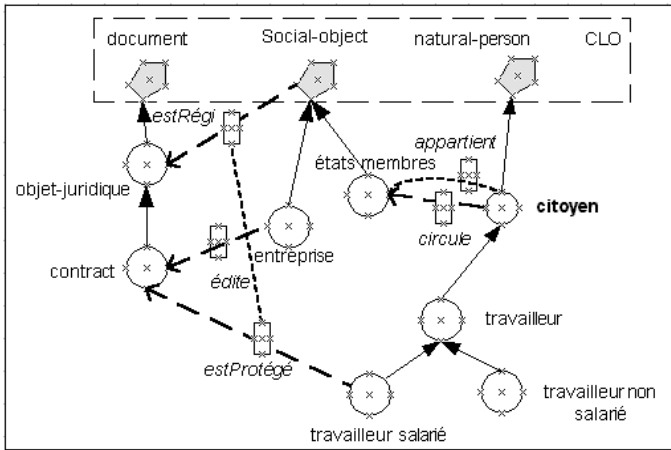 document
Social-object
natural-person
CLO
estRégi
appartient
états membres
objet-juridique
citoyen
circule
entreprise
contract
édite
travailleur
estProtégé
travailleur non
salarié
travailleur salarié